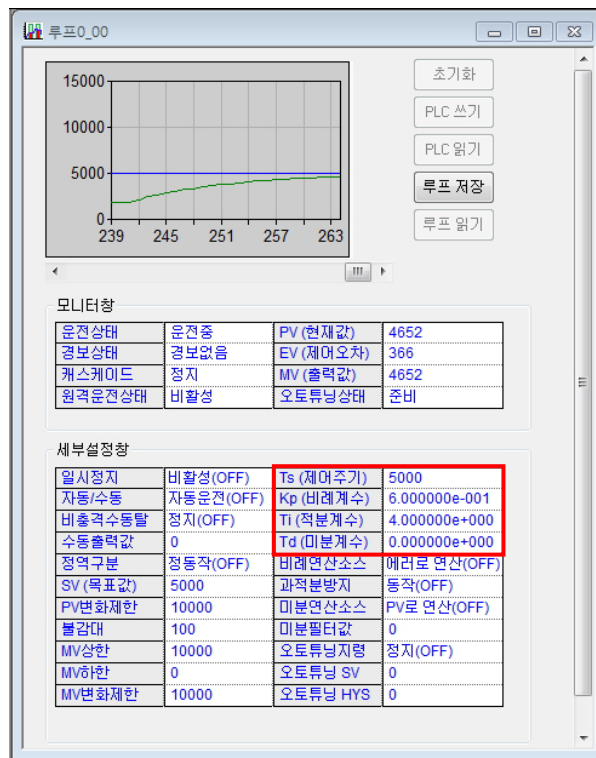 루프0_00
초기화
PLC 쓰기
PLC 읽기
루프 저장
루프 읽기
15000
10000
5000
0
239 245 251 257 263
모니터창
운전상태 운전중 PV (현재값) 4652
경보상태 경보없음 EV (제어오차) 366
캐스케이드 정지 MV (출력값) 4652
원격운전상태 비활성 오토튜닝상태 준비
세부설정창
일시정지 비활성(OFF) Ts (제어주기) 5000
자동/수동 자동운전(OFF) Kp (비례계수) 6.000000e-001
비충격수동탈 정지(OFF) Ti (적분계수) 4.000000e+000
수동출력값 0 Td (미분계수) 0.000000e+000
정역구분 정동작(OFF) 비례연산소스 에러로 연산(OFF)
SV (목표값) 5000 과적분방지 동작(OFF)
PV변화제한 10000 미분연산소스 PV로 연산(OFF)
불감대 100 미분필터값 0
MV상한 10000 오토튜닝지령 정지(OFF)
MV하한 0 오토튜닝 SV 0
MV변화제한 10000 오토튜닝 HYS 0